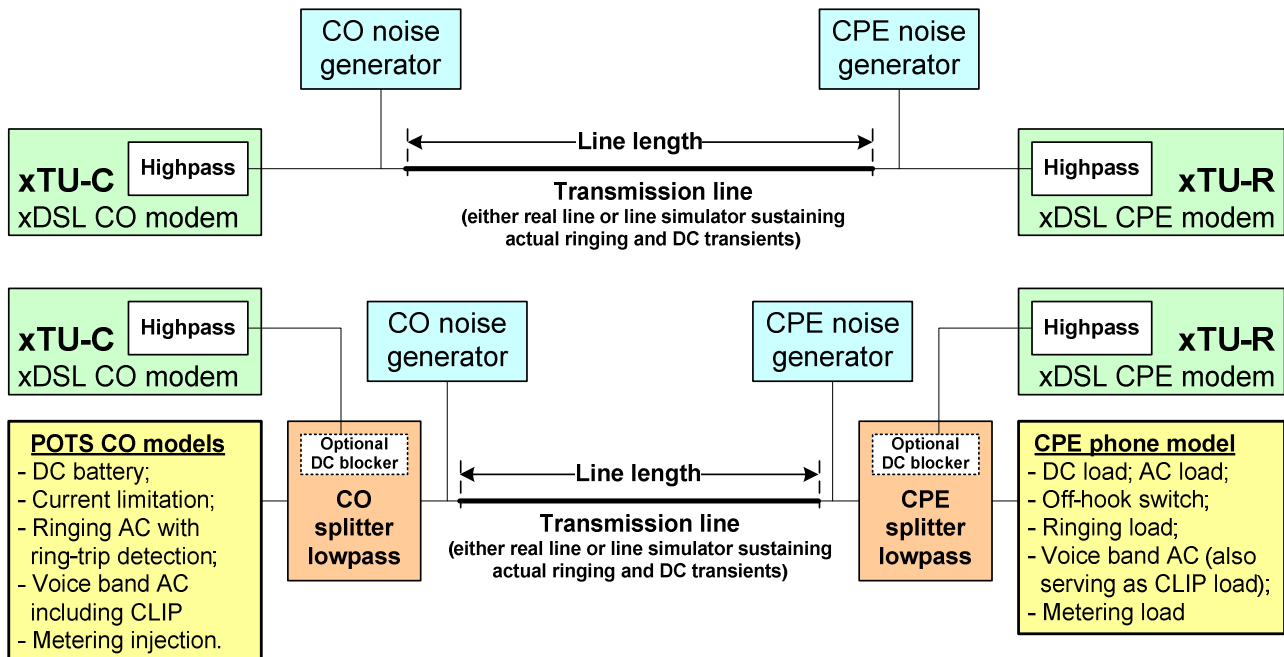 CO noise
generator
CPE noise
generator
xTU-C
Highpass
xDSL CO modem
Line length
Transmission line
(either real line or line simulator sustaining
actual ringing and DC transients)
Highpass
xTU-R
xDSL CPE modem
xTU-C
Highpass
xDSL CO modem
CO noise
generator
CPE noise
generator
Highpass
xTU-R
xDSL CPE modem
POTS CO models
- DC battery;
- Current limitation;
- Ringing AC with
ring-trip detection;
- Voice band AC
including CLIP
- Metering injection.
Optional
DC blocker
CO
splitter
lowpass
Line length
Transmission line
(either real line or line simulator sustaining
actual ringing and DC transients)
Optional
DC blocker
CPE
splitter
lowpass
CPE phone model
- DC load; AC load;
- Off-hook switch;
- Ringing load;
- Voice band AC (also
serving as CLIP load);
- Metering load